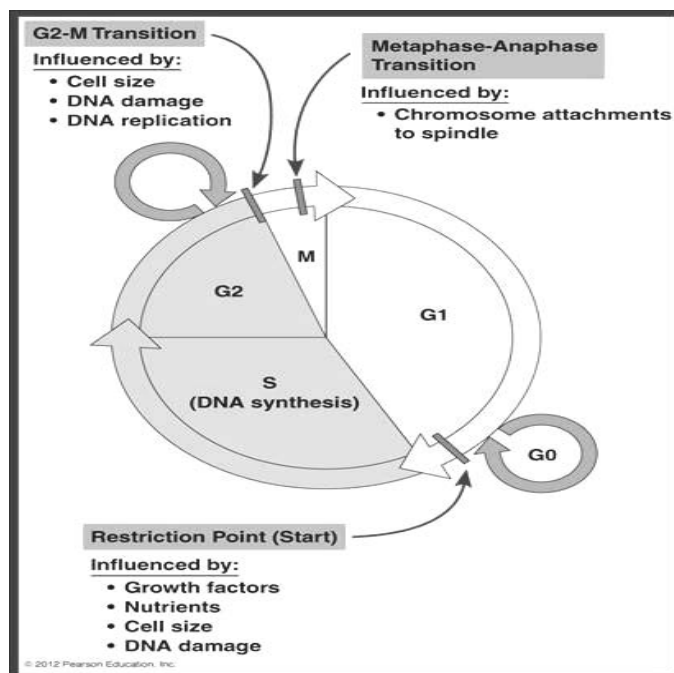 G2-M Transition
Influenced by:
• Cell size
• DNA damage
• DNA replication
Metaphase-Anaphase
Transition
Influenced by:
• Chromosome attachments
to spindle
M
G2
G1
S
(DNA synthesis)
G0
Restriction Point (Start)
Influenced by:
• Growth factors
• Nutrients
• Cell size
• DNA damage
© 2012 Pearson Education, Inc.